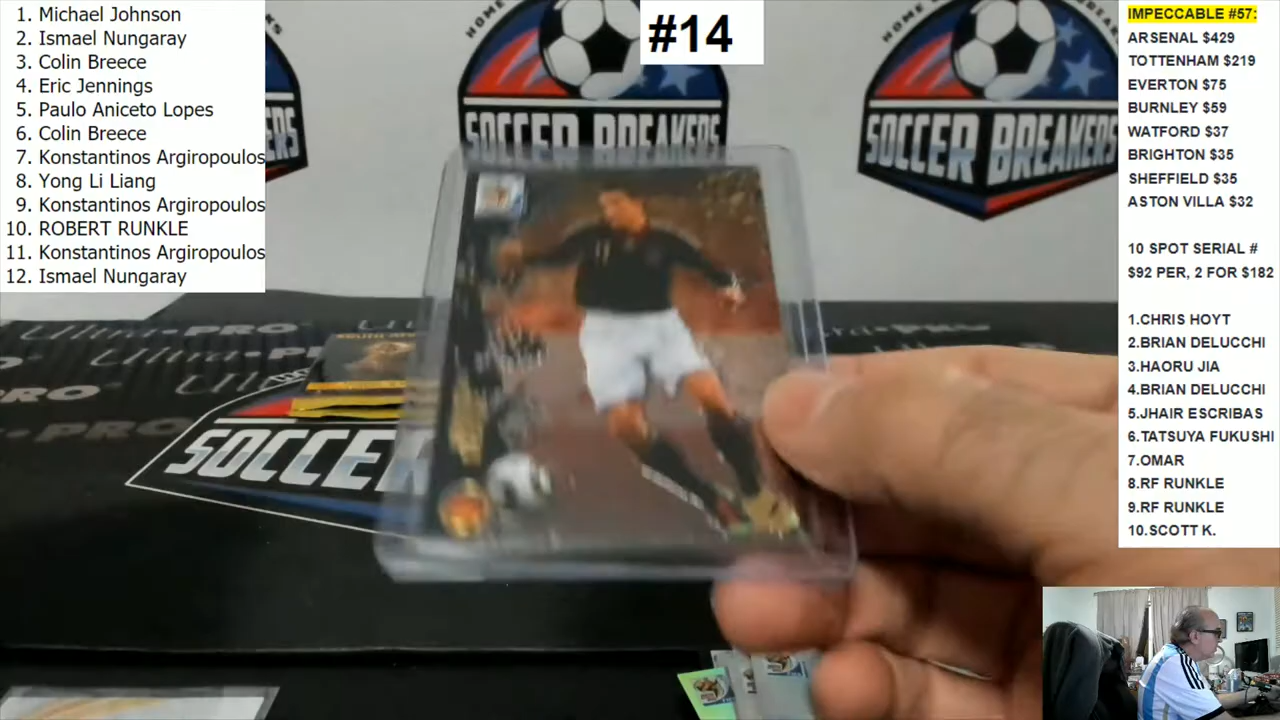 1. Michael Johnson
2. Ismael Nungaray
3. Colin Breece
4. Eric Jennings
5. Paulo Aniceto Lopes
6. Colin Breece
7. Konstantinos Argiropoulos
8. Yong Li Liang
9. Konstantinos Argiropoulos
10. ROBERT RUNKLE
11. Konstantinos Argiropoulos
12. Ismael Nungaray
#14
SOCCER BREAKERS
SOCCER BREAKERS
ERS
Ultra·PRO
SOCCER
IMPECCABLE #57:
ARSENAL $429
TOTTENHAM $219
EVERTON $75
BURNLEY $59
WATFORD $37
BRIGHTON $35
SHEFFIELD $35
ASTON VILLA $32
10 SPOT SERIAL #
$92 PER, 2 FOR $182
1.CHRIS HOYT
2.BRIAN DELUCCHI
3.HAORU JIA
4.BRIAN DELUCCHI
5.JHAIR ESCRIBAS
6.TATSUYA FUKUSHI
7.OMAR
8.RF RUNKLE
9.RF RUNKLE
10.SCOTT K.